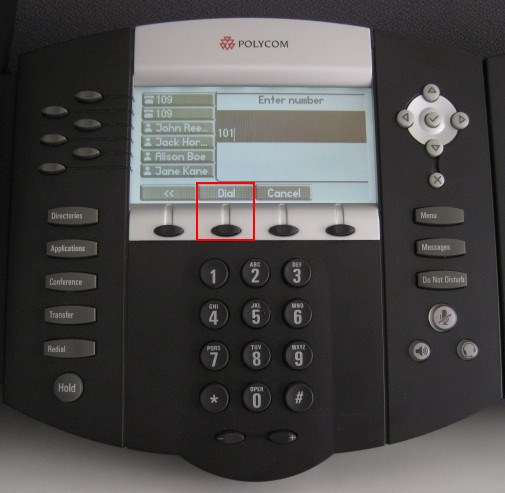 POLYCOM
109
109
John Ree...
Jack Hor...
Alison Boe
Jane Kane
Enter number
101
<< Dial Cancel
Directories
Applications
Conference
Transfer
Redial
Hold
Menu
Messages
Do Not Disturb
1
ABC
2
DEF
3
GHI
4
JKL
5
MNO
6
PQRS
7
TUV
8
WXYZ
9
*
OPER
0
#
- +